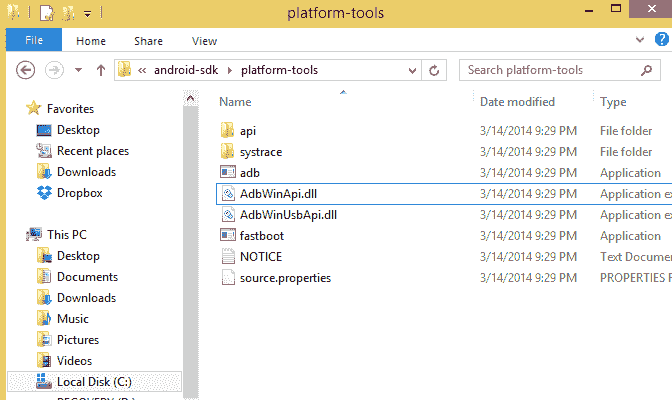 platform-tools
File Home Share
« android-sdk platform-tools Search platform-tools
Name Date modified Type
Favorites
Desktop
Recent places
Downloads
Dropbox
This PC
Desktop
Documents
Downloads
Music
Pictures
Videos
Local Disk (C:)
api 3/14/2014 9:29 PM File folder
systrace 3/14/2014 9:29 PM File folder
adb 3/14/2014 9:29 PM Application
AdbWinApi.dll 3/14/2014 9:29 PM Application ex
AdbWinUsbApi.dll 3/14/2014 9:29 PM Application ex
fastboot 3/14/2014 9:29 PM Application
NOTICE 3/14/2014 9:29 PM Text Docume
source.properties 3/14/2014 9:29 PM PROPERTIES F